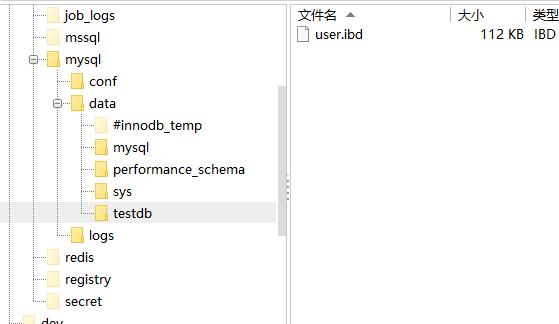 job_logs
mssql
mysql
conf
data
#innodb_temp
mysql
performance_schema
sys
testdb
logs
redis
registry
secret
dev
文件名 大小 类型
user.ibd 112 KB IBD